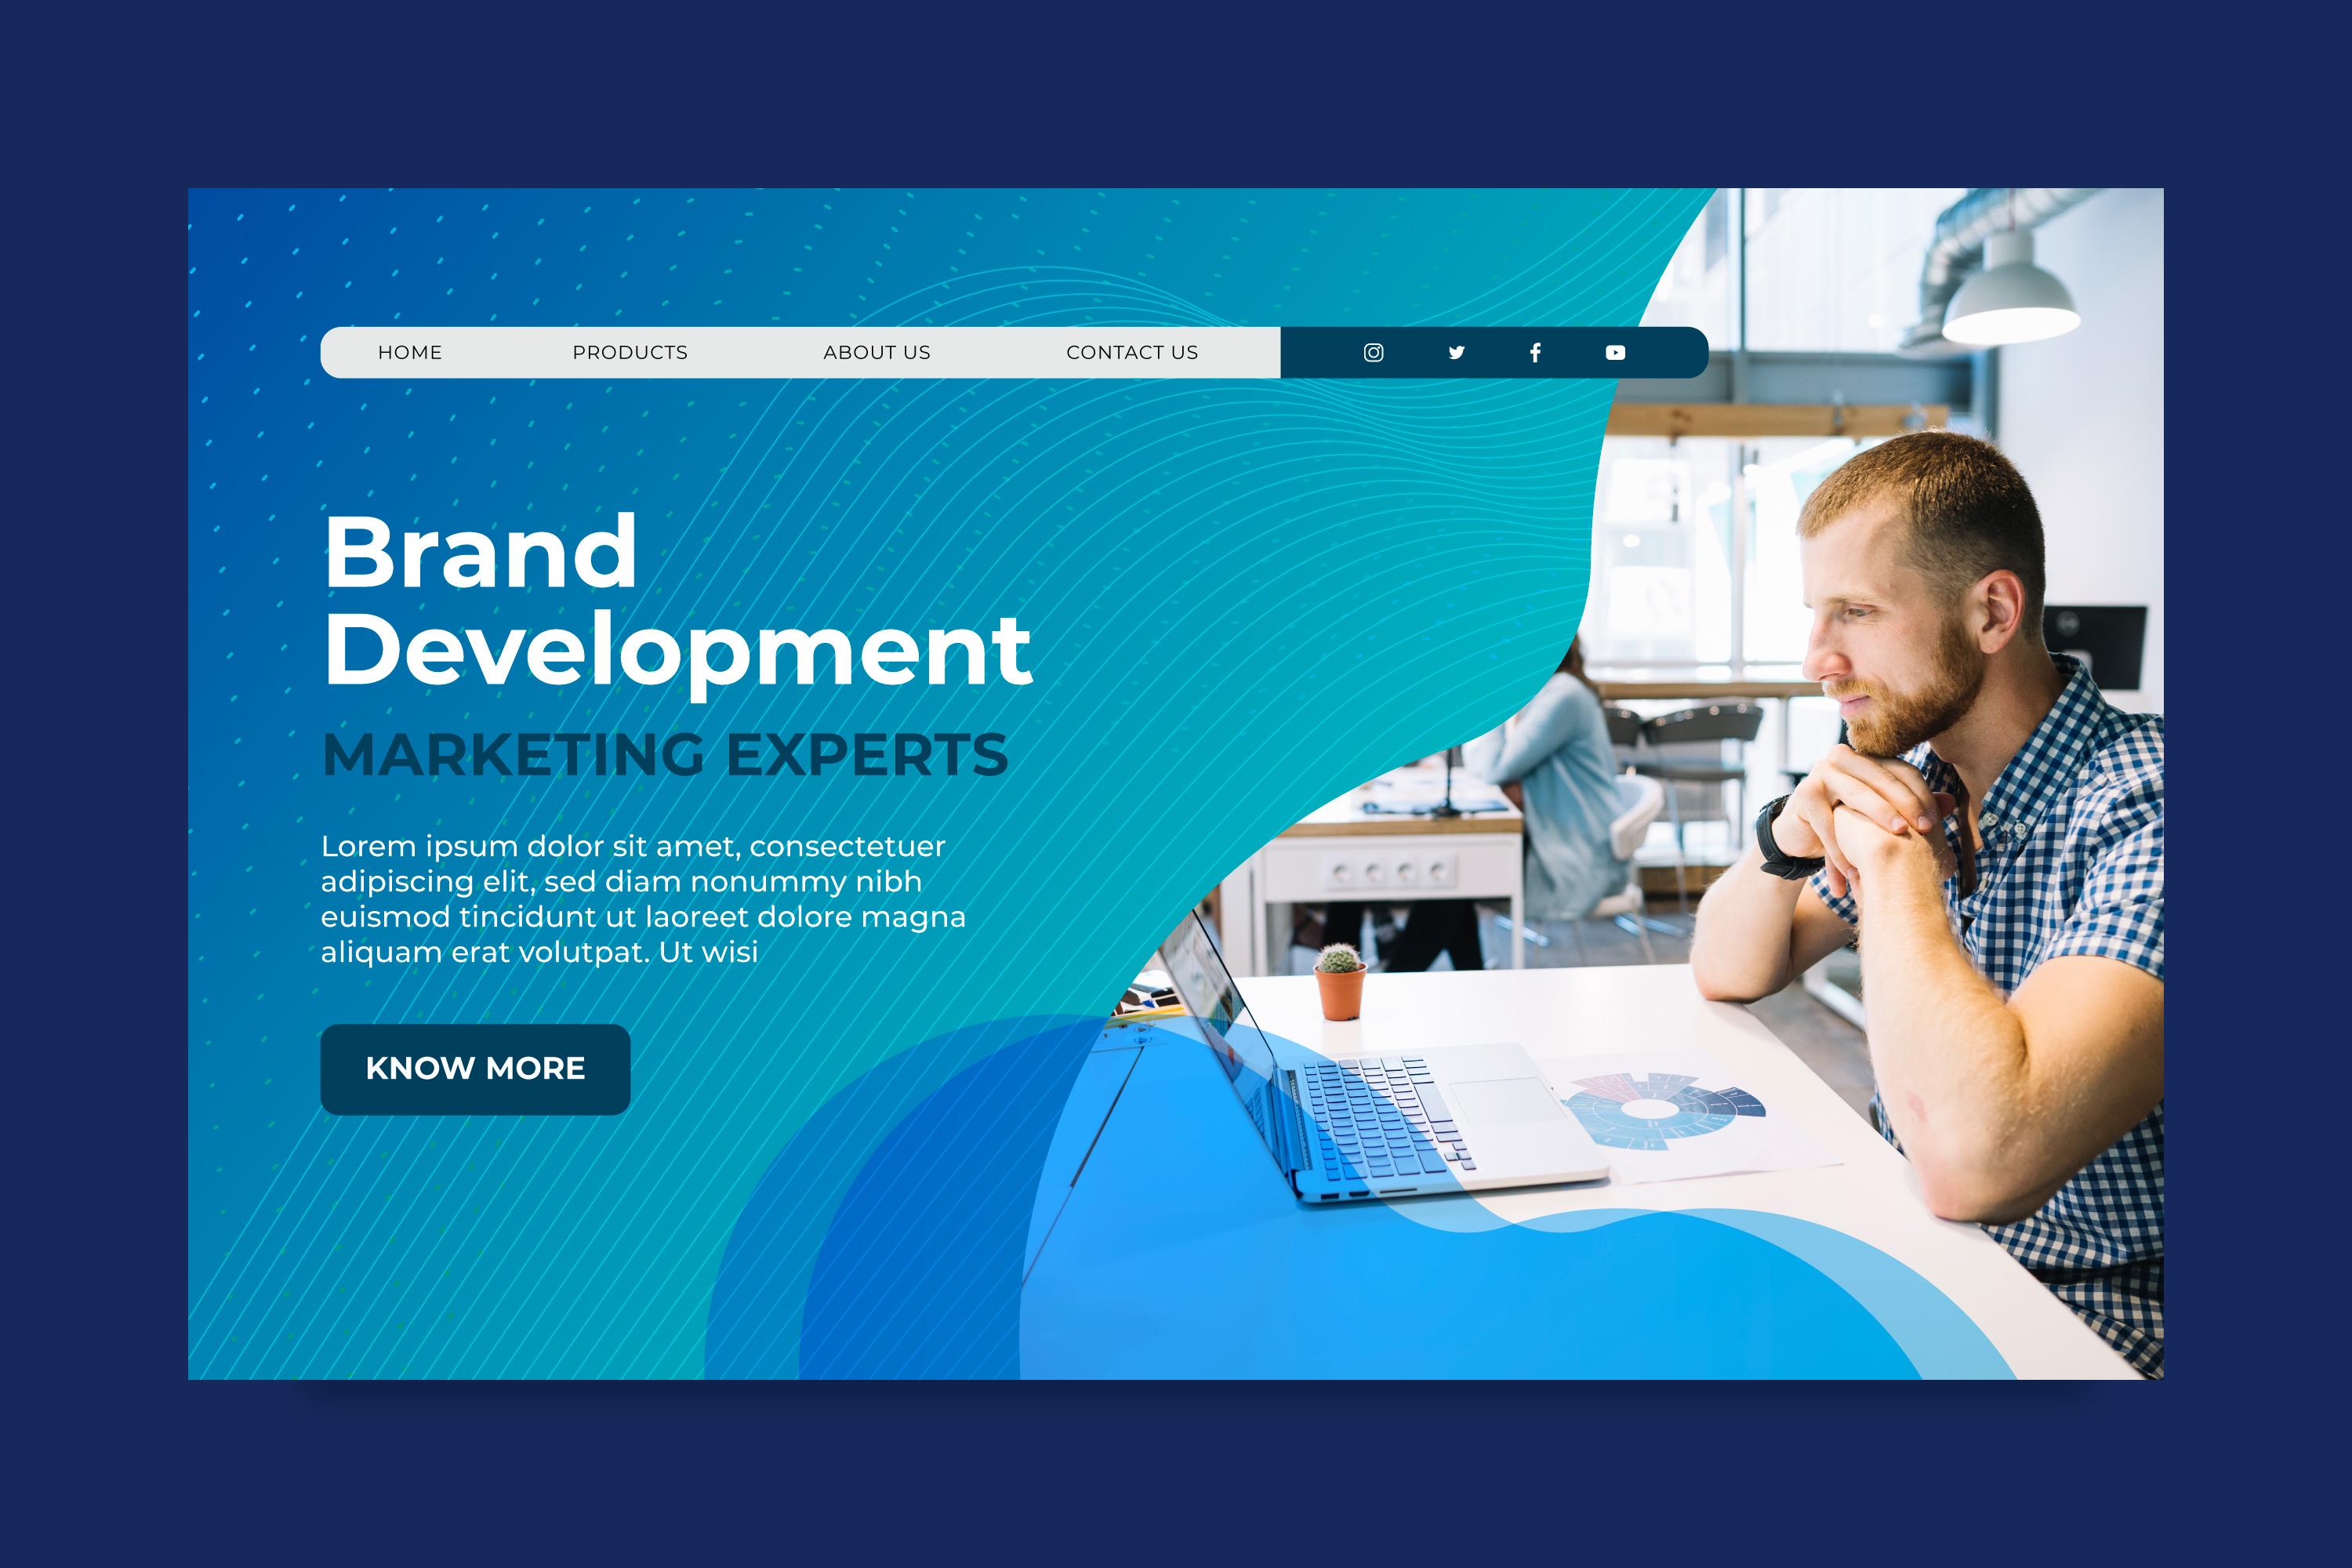 HOME PRODUCTS ABOUT US CONTACT US
Brand
Development
MARKETING EXPERTS
Lorem ipsum dolor sit amet, consectetuer
adipiscing elit, sed diam nonummy nibh
euismod tincidunt ut laoreet dolore magna
aliquam erat volutpat. Ut wisi
KNOW MORE